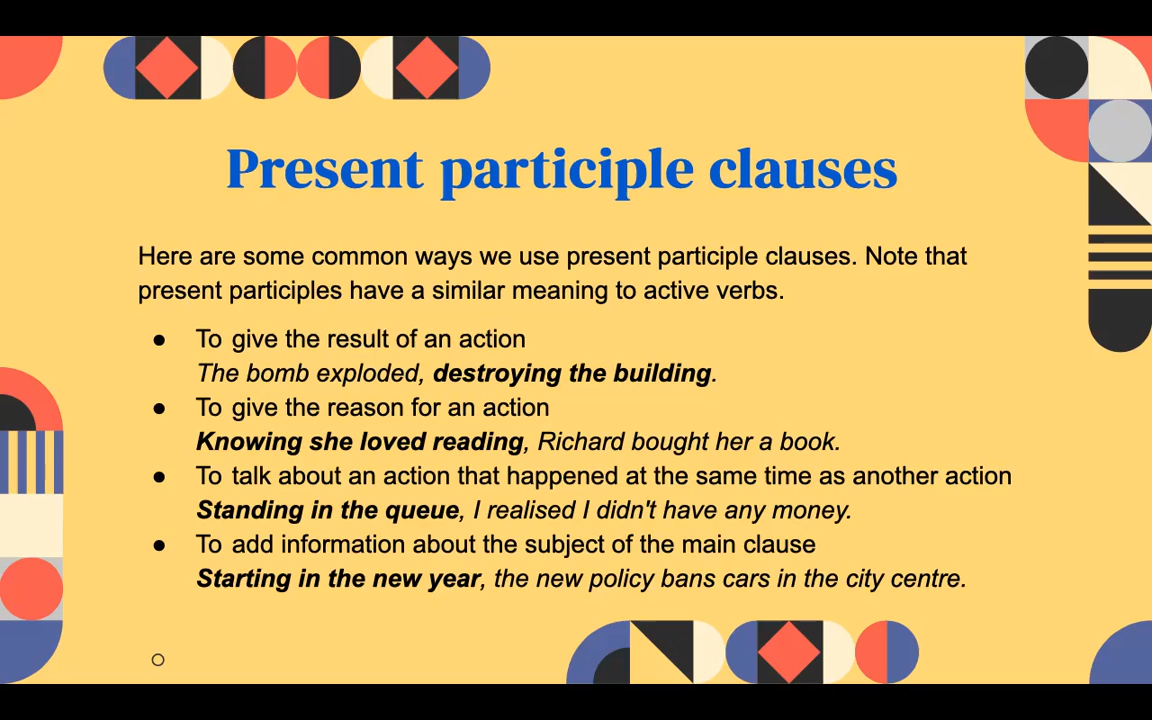 Present participle clauses
Here are some common ways we use present participle clauses. Note that
present participles have a similar meaning to active verbs.
● To give the result of an action
The bomb exploded, destroying the building.
● To give the reason for an action
Knowing she loved reading, Richard bought her a book.
● To talk about an action that happened at the same time as another action
Standing in the queue, I realised I didn't have any money.
● To add information about the subject of the main clause
Starting in the new year, the new policy bans cars in the city centre.